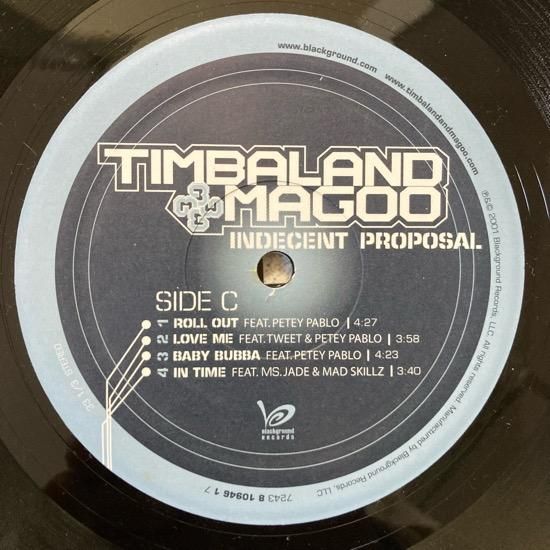 www.blackground.com
www.timbalandandmagoo.com
TIMBALAND
MAGOO
INDECENT PROPOSAL
SIDE C
1 ROLL OUT FEAT. PETEY PABLO | 4:27
2 LOVE ME FEAT. TWEET & PETEY PABLO | 3:58
3 BABY BUBBA FEAT. PETEY PABLO | 4:23
4 IN TIME FEAT. MS. JADE & MAD SKILLZ | 3:40
blackground
records
℗&© 2001 Blackground Records, LLC. All rights reserved. Manufactured by Blackground Records, LLC
7243 8 10946 1 7
33 1/3 STEREO